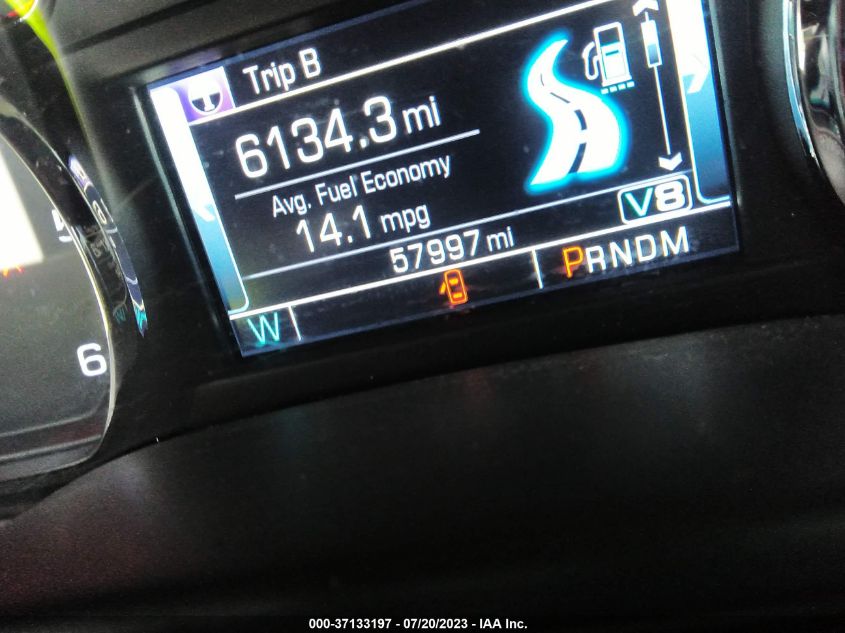 Trip B
6134.3 mi
Avg. Fuel Economy
14.1 mpg
V8
57997 mi
W
PRNDM
5
6
000-37133197 - 07/20/2023 - IAA Inc.